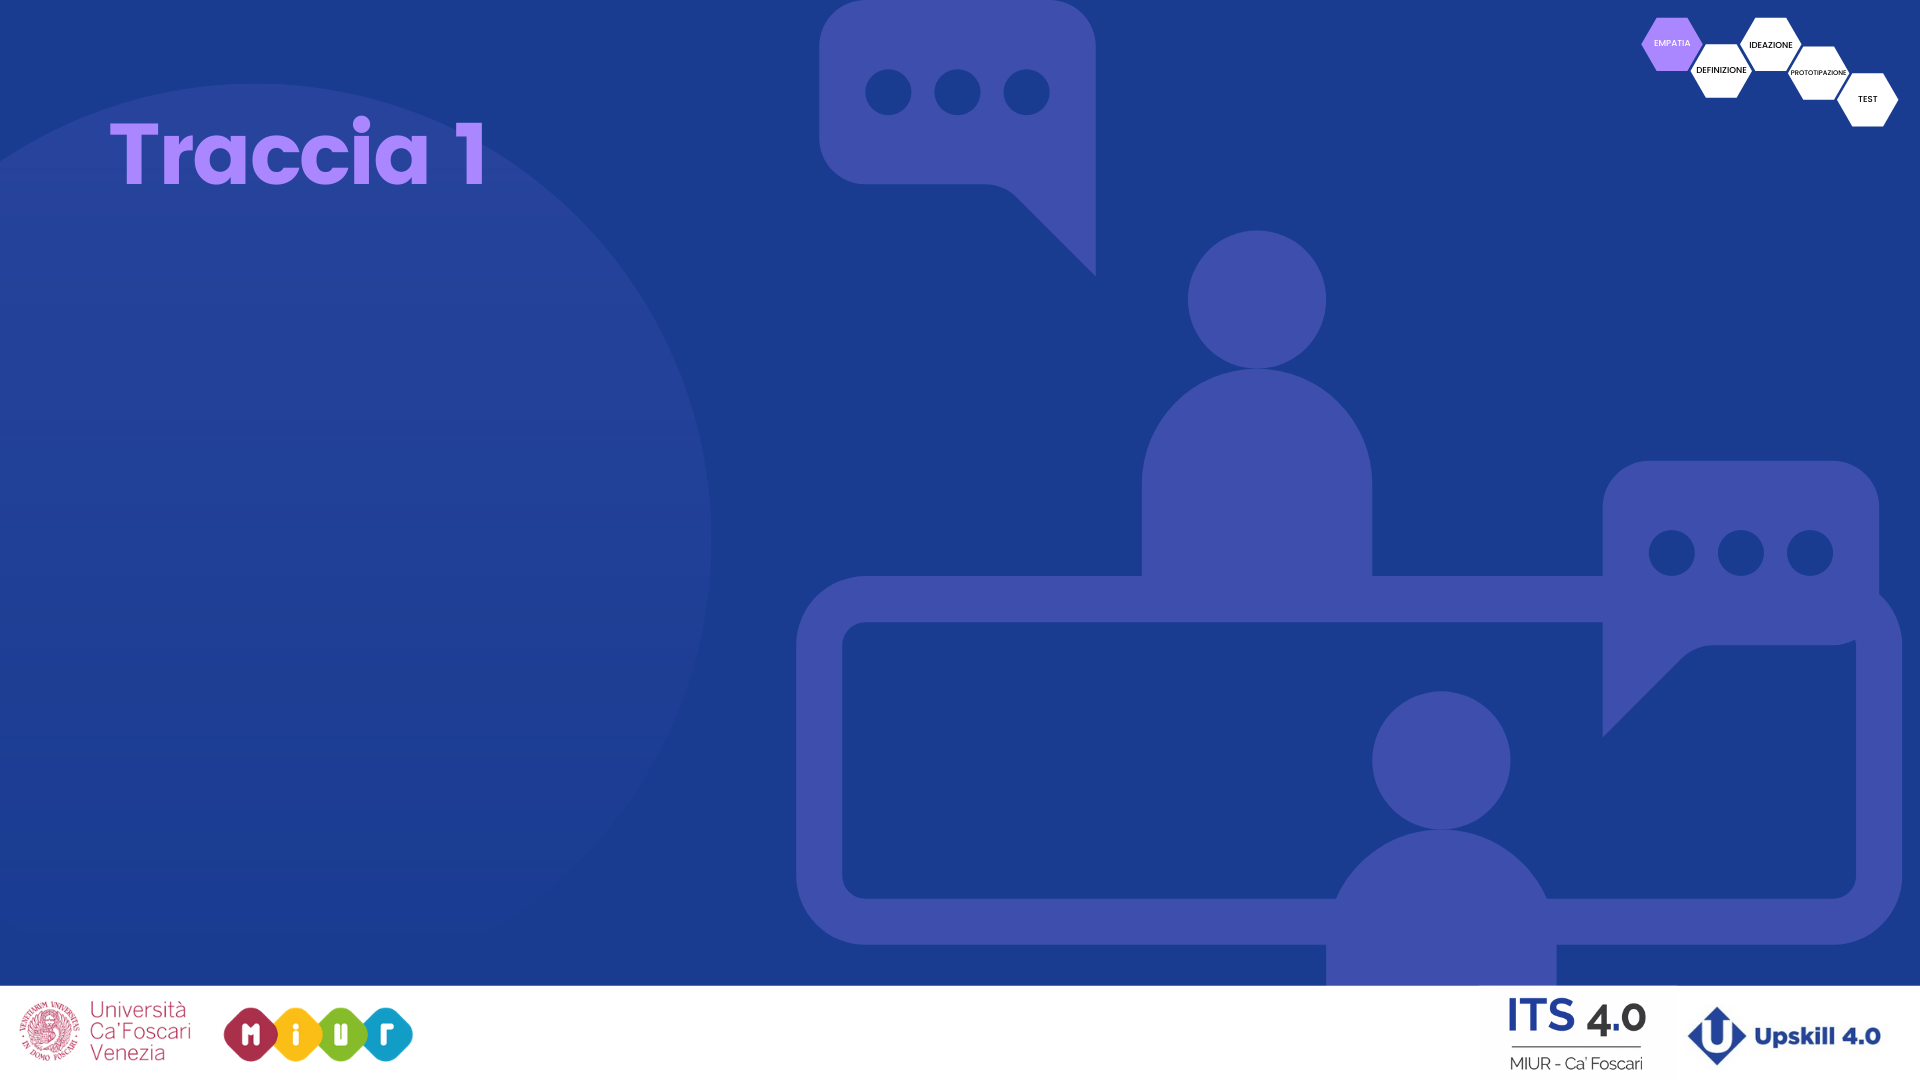 EMPATIA
DEFINIZIONE
IDEAZIONE
PROTOTIPAZIONE
TEST
Traccia 1
Università
Ca'Foscari
Venezia
MiUr
ITS 4.0
MIUR - Ca' Foscari
Upskill 4.0